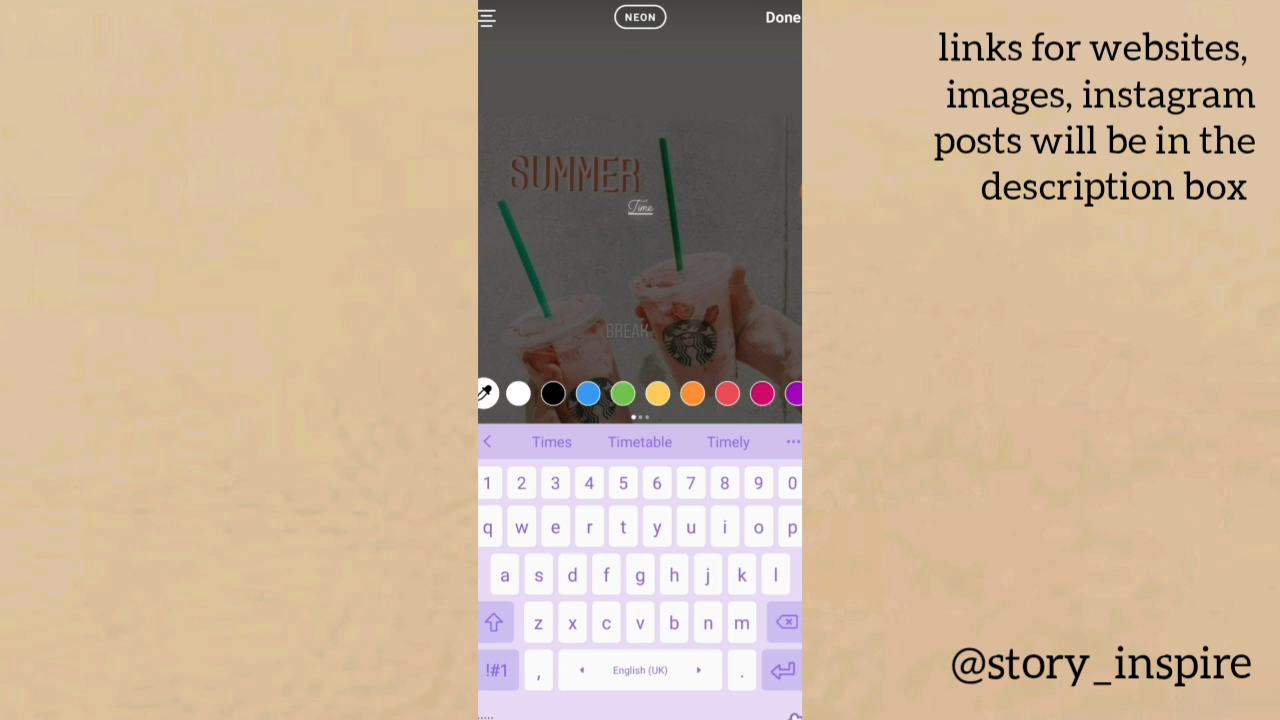 NEON
Done
links for websites,
images, instagram
posts will be in the
description box
SUMMER
Time
BREAK
Times Timetable Timely
1 2 3 4 5 6 7 8 9 0
q w e r t y u i o p
a s d f g h j k l
z x c v b n m
!#1 , English (UK) .
@story_inspire